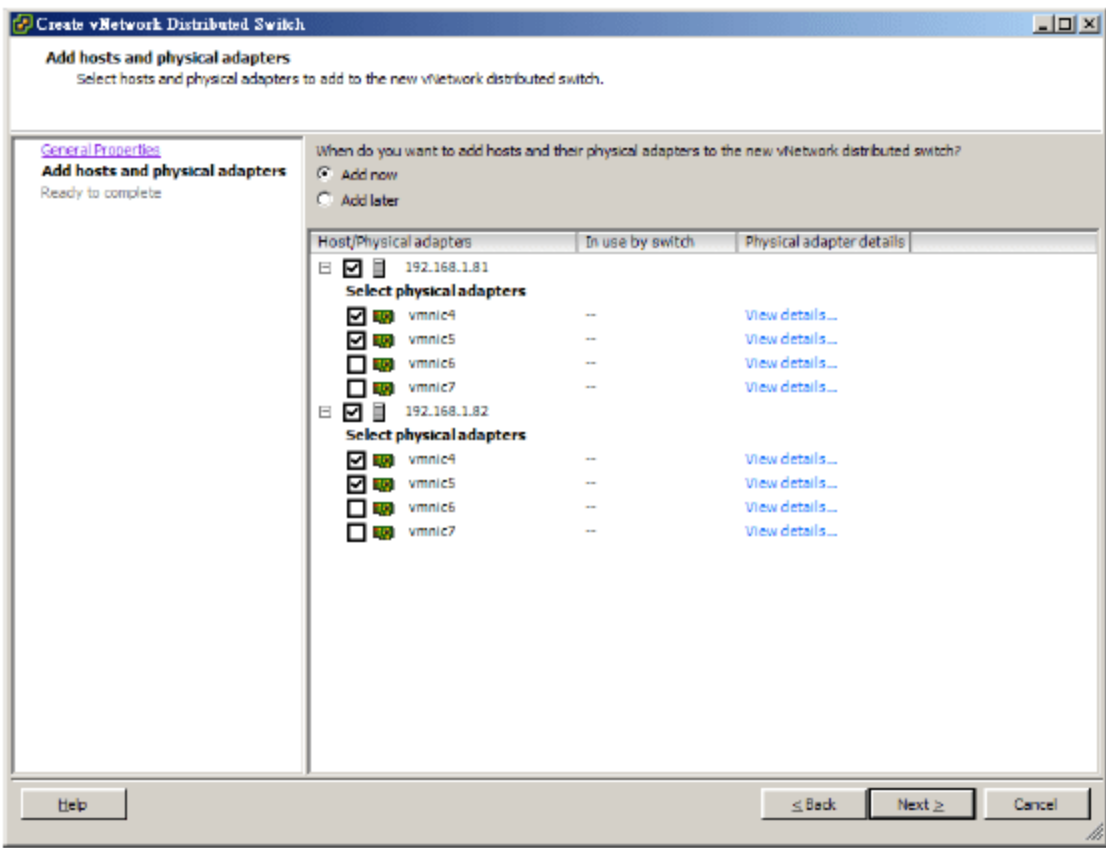 Create vNetwork Distributed Switch
Add hosts and physical adapters
Select hosts and physical adapters to add to the new vNetwork distributed switch.
General Properties
Add hosts and physical adapters
Ready to complete
When do you want to add hosts and their physical adapters to the new vNetwork distributed switch?
Add now
Add later
Host/Physical adapters In use by switch Physical adapter details
192.168.1.81
Select physical adapters
vmnic4 -- View details...
vmnic5 -- View details...
vmnic6 -- View details...
vmnic7 -- View details...
192.168.1.82
Select physical adapters
vmnic4 -- View details...
vmnic5 -- View details...
vmnic6 -- View details...
vmnic7 -- View details...
Help ≤ Back Next ≥ Cancel